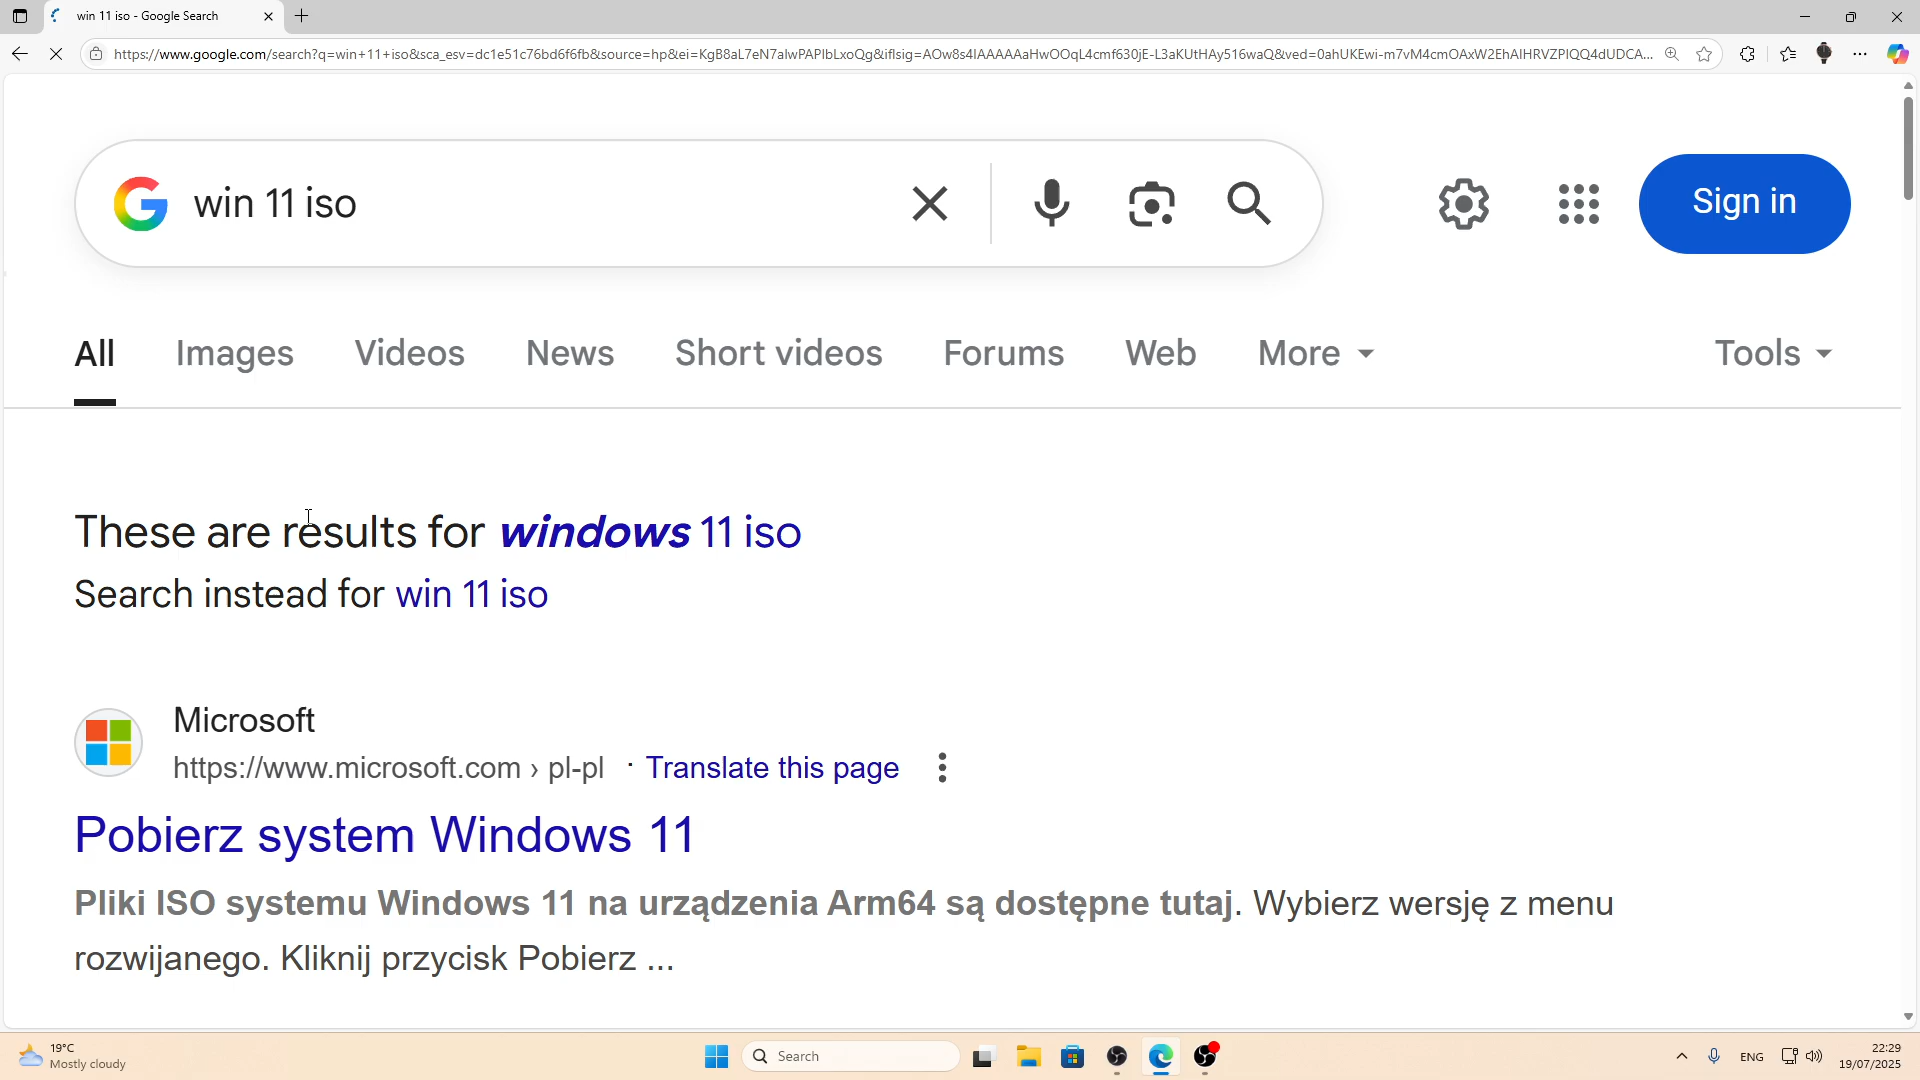 win 11 iso - Google Search
https://www.google.com/search?q=win+11+iso&sca_esv=dc1e51c76bd6f6fb&source=hp&ei=KgB8aL7eN7alwPAPIbLxoQg&iflsig=AOw8s4IAAAAAaHwOOqL4cmf630jE-L3aKUtHAy516waQ&ved=0ahUKEwi-m7vM4cmOAxW2EhAIHRVZPIQQ4dUDCA...
win 11 iso
Sign in
All Images Videos News Short videos Forums Web More Tools
These are results for windows 11 iso
Search instead for win 11 iso
Microsoft
https://www.microsoft.com › pl-pl · Translate this page
Pobierz system Windows 11
Pliki ISO systemu Windows 11 na urządzenia Arm64 są dostępne tutaj. Wybierz wersję z menu
rozwijanego. Kliknij przycisk Pobierz ...
19°C
Mostly cloudy
Search
ENG
22:29
19/07/2025